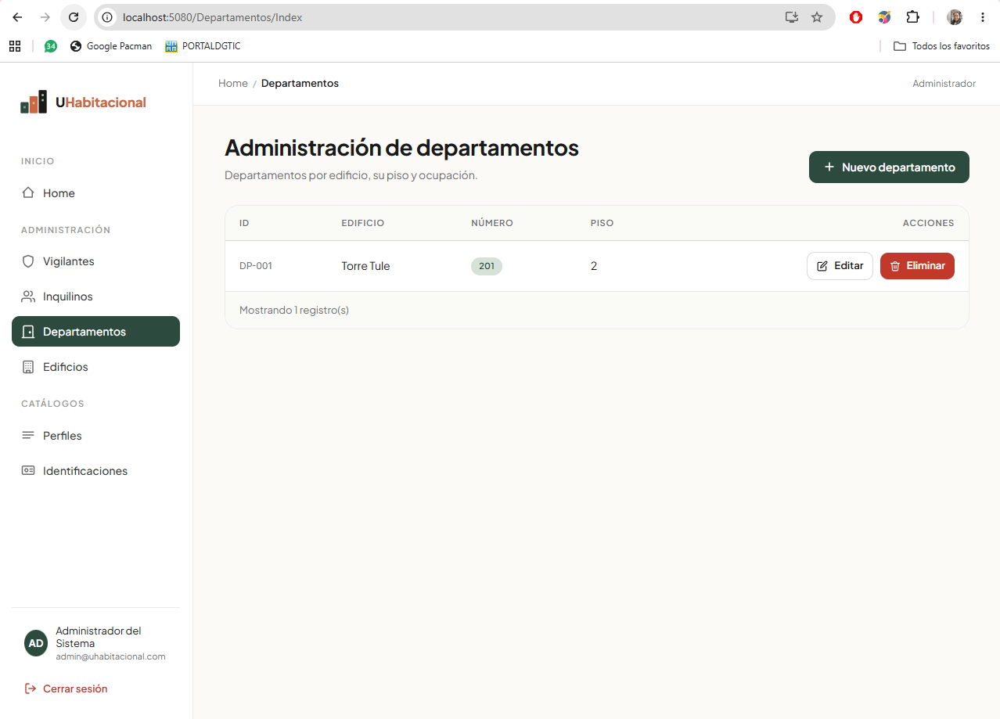 localhost:5080/Departamentos/Index
34
Google Pacman
UNAM
PORTALDGTIC
Todos los favoritos
UHabitacional
Home / Departamentos
Administrador
INICIO
Home
ADMINISTRACIÓN
Vigilantes
Inquilinos
Departamentos
Edificios
CATÁLOGOS
Perfiles
Identificaciones
AD
Administrador del
Sistema
admin@uhabitacional.com
Cerrar sesión
Administración de departamentos
Departamentos por edificio, su piso y ocupación.
+ Nuevo departamento
ID EDIFICIO NÚMERO PISO ACCIONES
DP-001 Torre Tule 201 2 Editar Eliminar
Mostrando 1 registro(s)